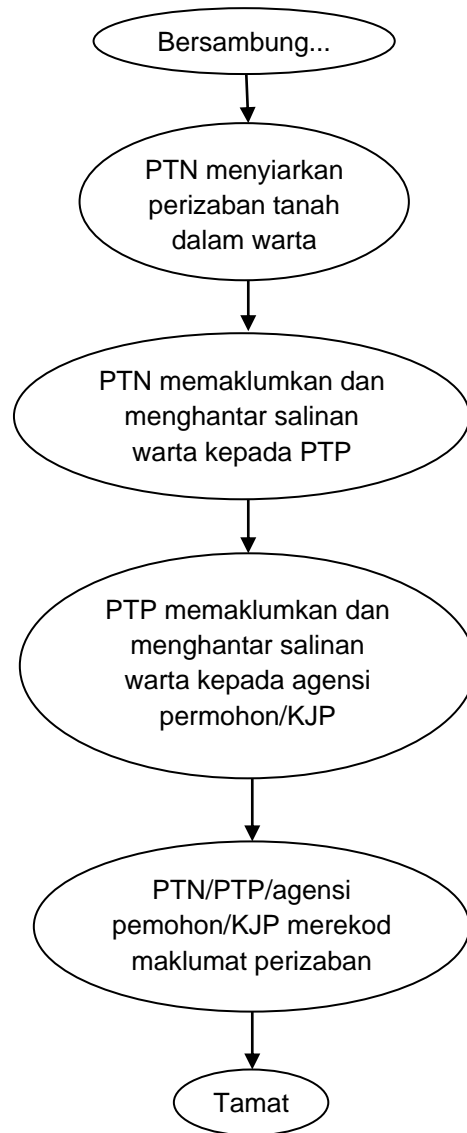 Bersambung...
PTN menyiarkan
perizaban tanah
dalam warta
PTN memaklumkan dan
menghantar salinan
warta kepada PTP
PTP memaklumkan dan
menghantar salinan
warta kepada agensi
permohon/KJP
PTN/PTP/agensi
pemohon/KJP merekod
maklumat perizaban
Tamat